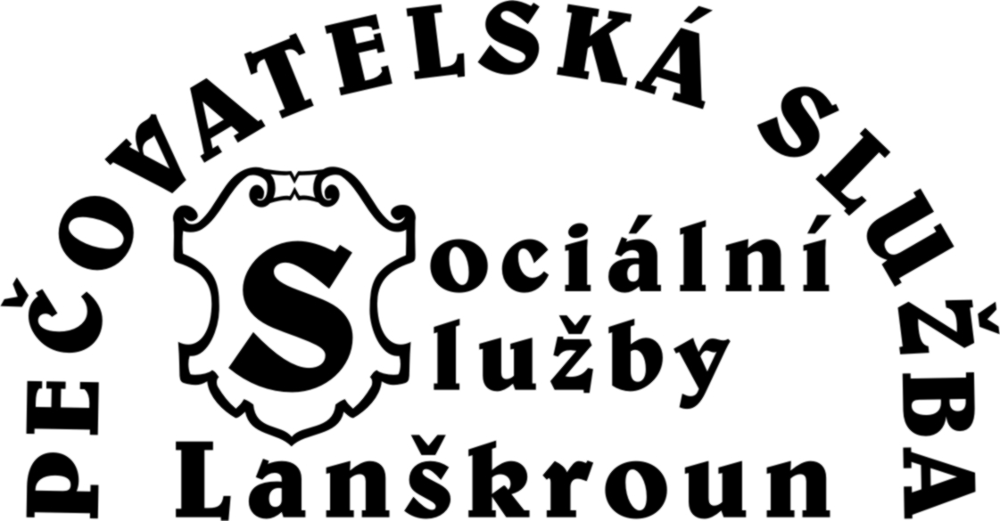 PEČOVATELSKÁ SLUŽBA
Sociální
Služby
Lanškroun